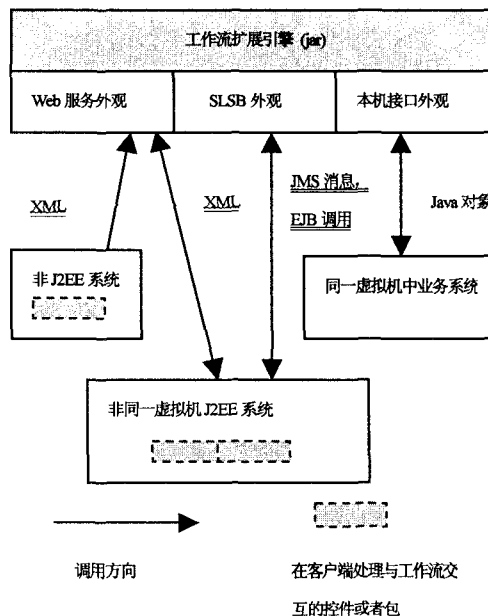 工作流扩展引擎 (jar)
Web 服务外观
SLSB 外观
本机接口外观
XML
XML
JMS 消息，
EJB 调用
Java 对象
非 J2EE 系统
同一虚拟机中业务系统
非同一虚拟机 J2EE 系统
调用方向
在客户端处理与工作流交
互的控件或者包